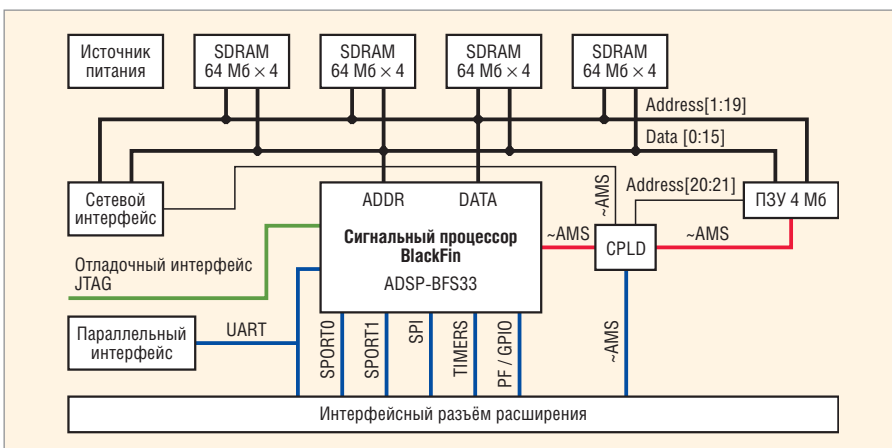 Источник
питания
SDRAM
64 Мб × 4
SDRAM
64 Мб × 4
SDRAM
64 Мб × 4
SDRAM
64 Мб × 4
Address[1:19]
Data [0:15]
Сетевой
интерфейс
ADDR DATA
Сигнальный процессор
BlackFin
ADSP-BFS33
~AMS
Address[20:21]
ПЗУ 4 Мб
~AMS
CPLD
~AMS
Отладочный интерфейс
JTAG
Параллельный
интерфейс
UART
SPORT0
SPORT1
SPI
TIMERS
PF / GPIO
~AMS
Интерфейсный разъём расширения